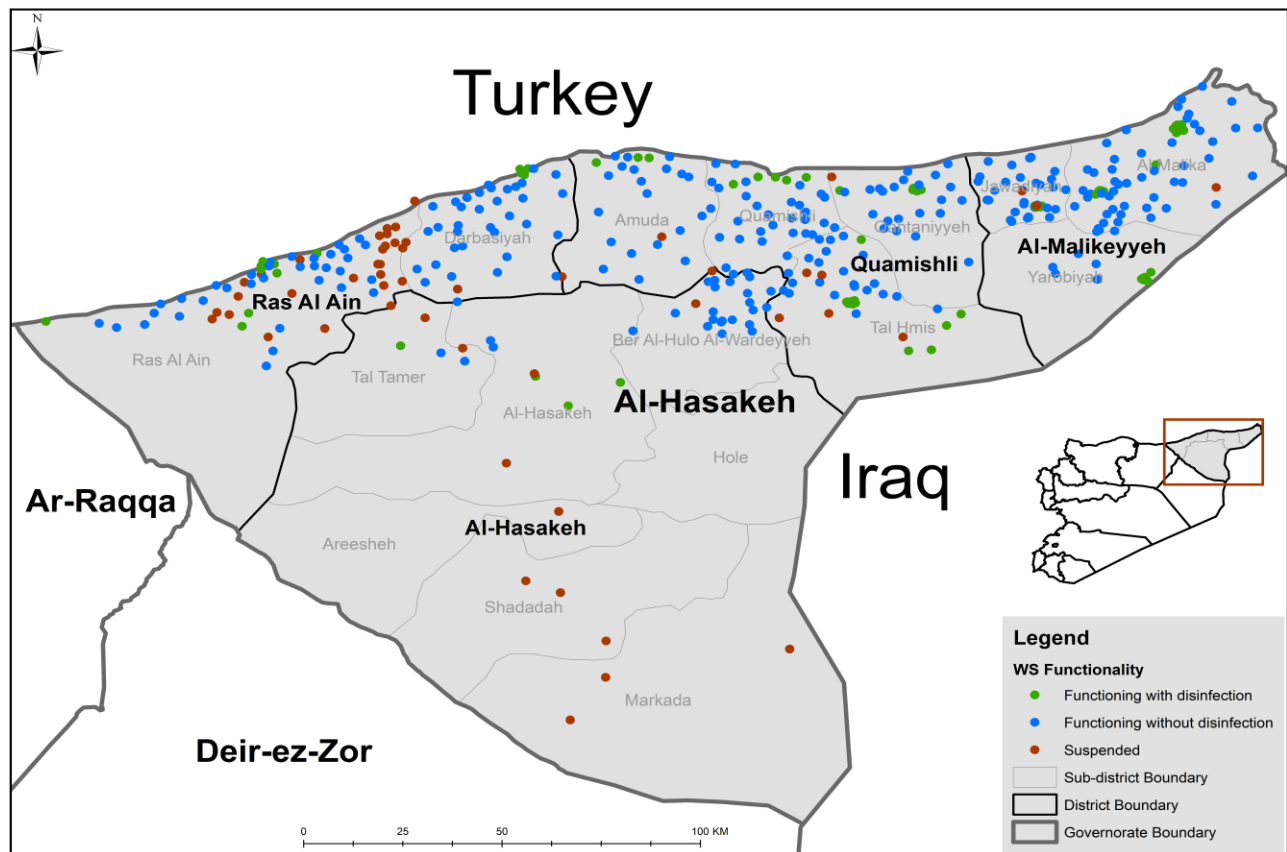 N
Turkey
Al-Malika
Jawadiyah
Amuda
Quamishli
Qahtaniyyeh
Darbasiyah
Al-Malikeyyeh
Quamishli
Yarobiyah
Ras Al Ain
Tal Hmis
Ber Al-Hulo Al-Wardeyyeh
Ras Al Ain
Tal Tamer
Al-Hasakeh
Al-Hasakeh
Hole
Iraq
Ar-Raqqa
Al-Hasakeh
Areesheh
Shadadah
Markada
Deir-ez-Zor
Legend
WS Functionality
Functioning with disinfection
Functioning without disinfection
Suspended
Sub-district Boundary
District Boundary
Governorate Boundary
0 25 50 100 KM